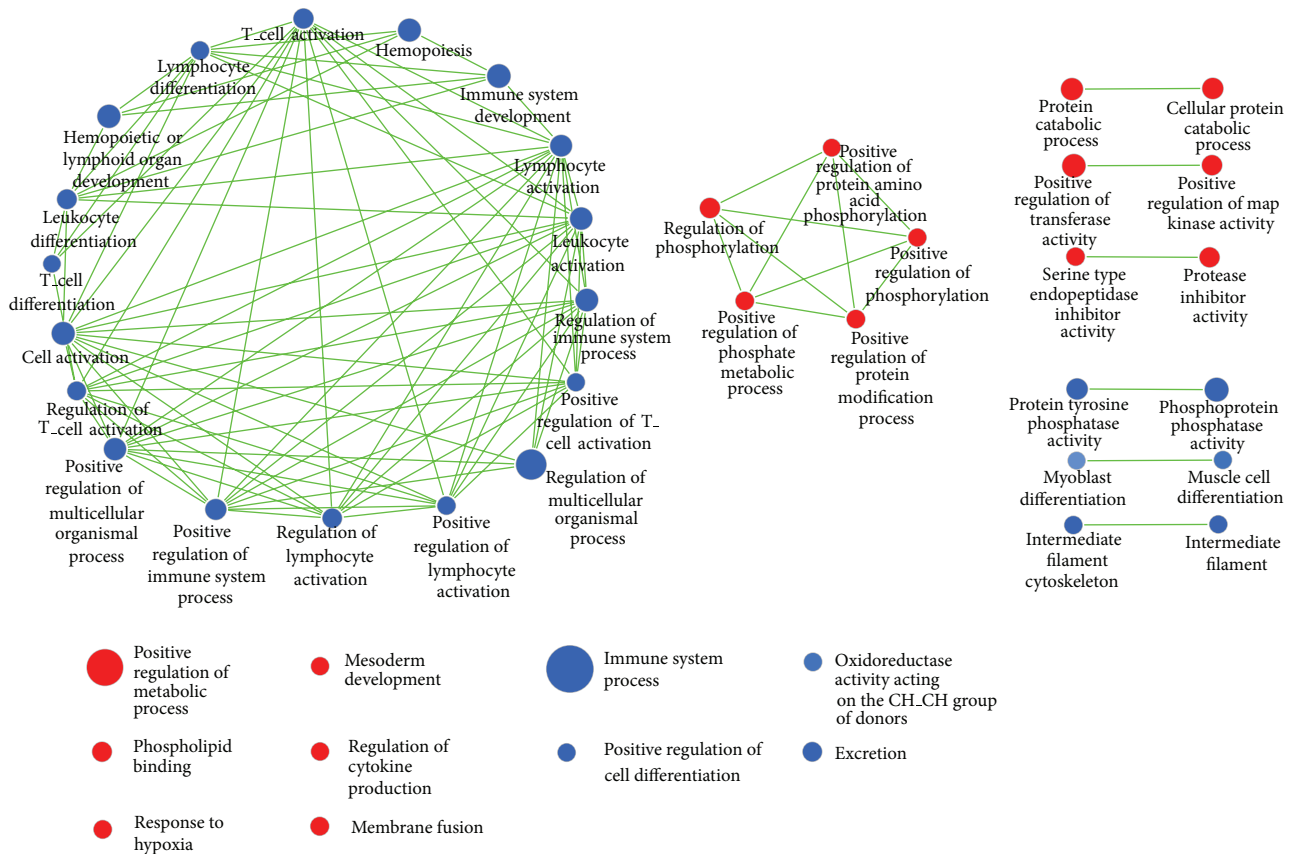 T_cell activation
Hemopoiesis
Lymphocyte
differentiation
Immune system
development
Hemopoietic or
lymphoid organ
development
Lymphocyte
activation
Leukocyte
differentiation
Leukocyte
activation
T_cell
differentiation
Regulation of
immune system
process
Cell activation
Regulation of
T_cell activation
Positive
regulation of T_
cell activation
Positive
regulation of
multicellular
organismal
process
Regulation of
multicellular
organismal
process
Positive
regulation of
immune system
process
Regulation of
lymphocyte
activation
Positive
regulation of
lymphocyte
activation
Positive
regulation of
protein amino
acid
phosphorylation
Regulation of
phosphorylation
Positive
regulation of
phosphorylation
Positive
regulation of
phosphate
metabolic
process
Positive
regulation of
protein
modification
process
Protein
catabolic
process
Cellular protein
catabolic
process
Positive
regulation of
transferase
activity
Positive
regulation of map
kinase activity
Serine type
endopeptidase
inhibitor
activity
Protease
inhibitor
activity
Protein tyrosine
phosphatase
activity
Phosphoprotein
phosphatase
activity
Myoblast
differentiation
Muscle cell
differentiation
Intermediate
filament
cytoskeleton
Intermediate
filament
Positive
regulation of
metabolic
process
Mesoderm
development
Immune system
process
Oxidoreductase
activity acting
on the CH_CH group
of donors
Phospholipid
binding
Regulation of
cytokine
production
Positive regulation of
cell differentiation
Excretion
Response to
hypoxia
Membrane fusion